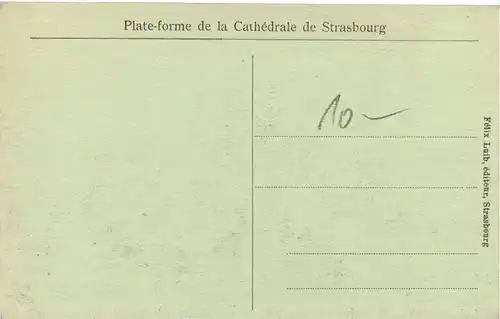 Plate-forme de la Cathédrale de Strasbourg
10-
Félix Luib, éditeur, Strasbourg